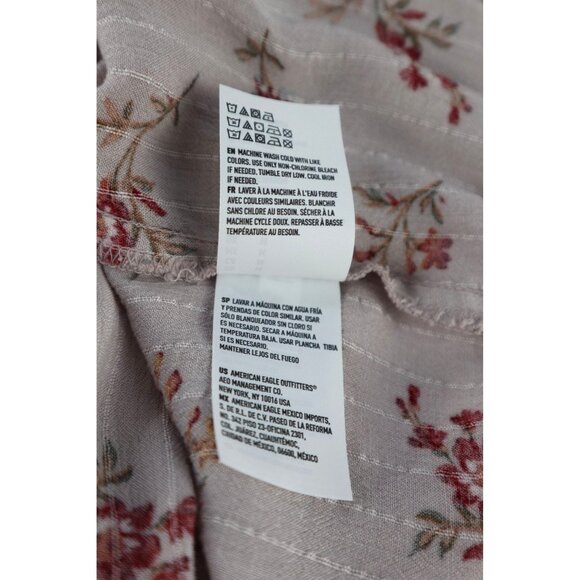 EN MACHINE WASH COLD WITH LIKE
COLORS. USE ONLY NON-CHLORINE BLEACH
IF NEEDED. TUMBLE DRY LOW. COOL IRON
IF NEEDED.
FR LAVER À LA MACHINE À L'EAU FROIDE
AVEC COULEURS SIMILAIRES. BLANCHIR
SANS CHLORE AU BESOIN. SÉCHER À LA
MACHINE CYCLE DOUX. REPASSER À BASSE
TEMPÉRATURE AU BESOIN.
SP LAVAR A MÁQUINA CON AGUA FRÍA
Y PRENDAS DE COLOR SIMILAR. USAR
SÓLO BLANQUEADOR SIN CLORO SI
ES NECESARIO. SECAR A MÁQUINA A
TEMPERATURA BAJA. USAR PLANCHA TIBIA
SI ES NECESARIO.
MANTENER LEJOS DEL FUEGO
US AMERICAN EAGLE OUTFITTERS®
AEO MANAGEMENT CO.
NEW YORK, NY 10016 USA
MX AMERICAN EAGLE MEXICO IMPORTS,
S. DE R.L. DE C.V. PASEO DE LA REFORMA
NO. 342 PISO 23-OFICINA 2301,
COL. JUÁREZ, CUAUHTÉMOC,
CIUDAD DE MÉXICO, 06600, MÉXICO